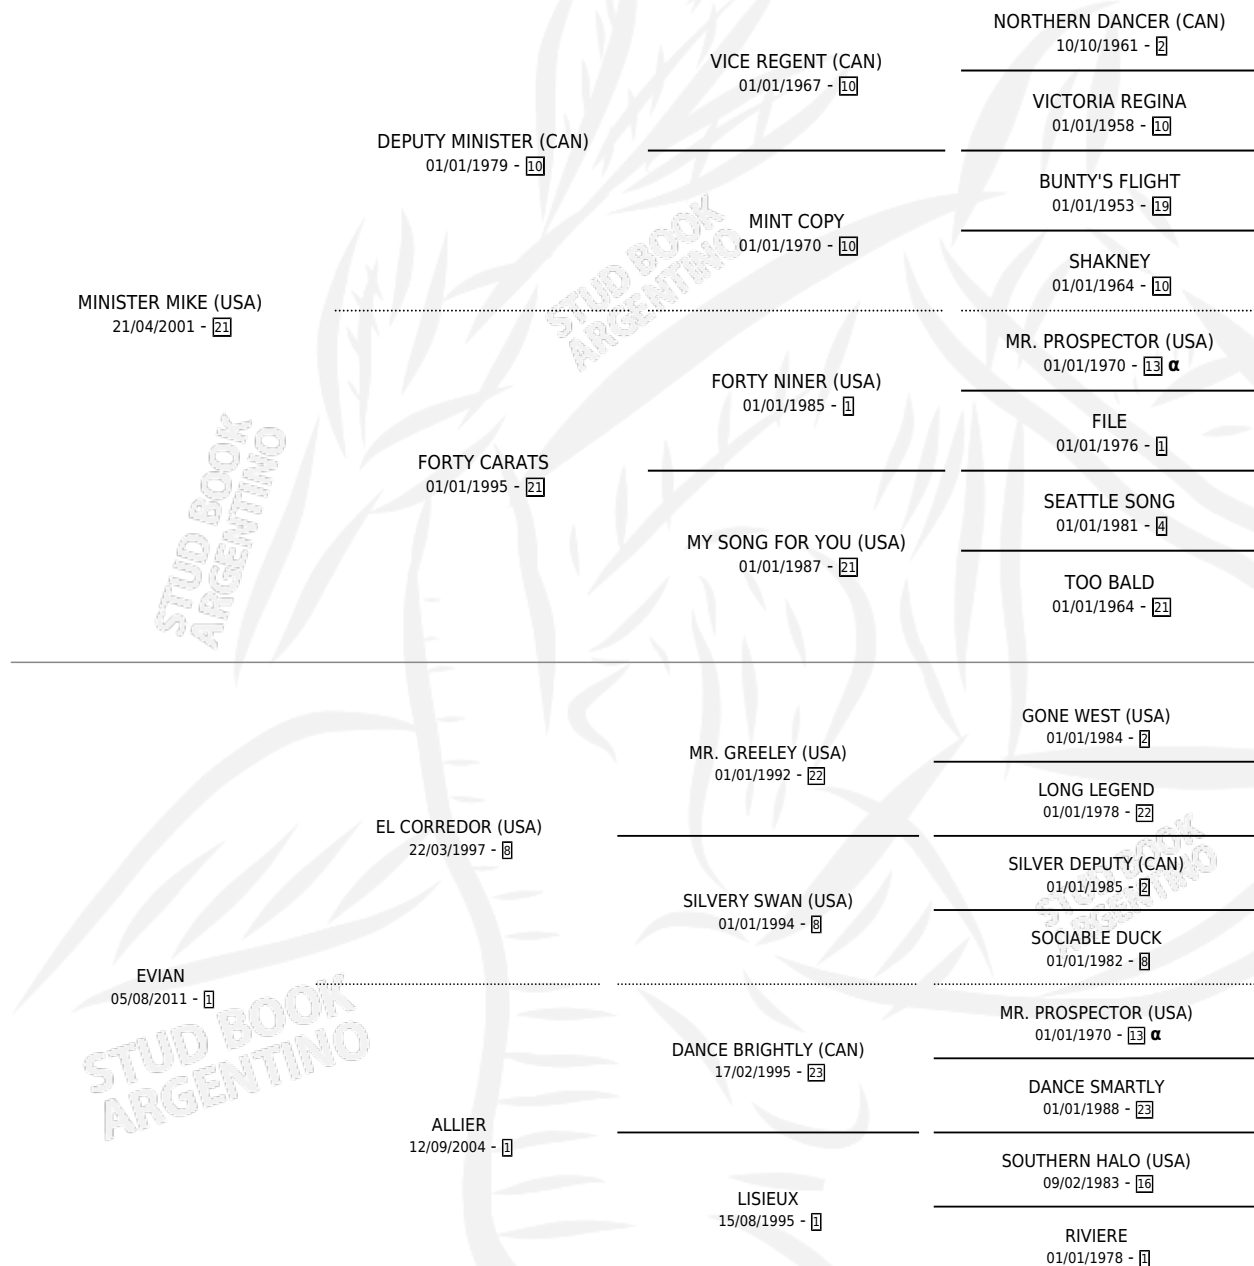 NORTHERN DANCER (CAN)
10/10/1961 - 2
VICE REGENT (CAN)
01/01/1967 - 10
VICTORIA REGINA
01/01/1958 - 10
DEPUTY MINISTER (CAN)
01/01/1979 - 10
BUNTY'S FLIGHT
01/01/1953 - 19
MINT COPY
01/01/1970 - 10
SHAKNEY
01/01/1964 - 10
STUD BOOK
ARGENTINO
MINISTER MIKE (USA)
21/04/2001 - 21
MR. PROSPECTOR (USA)
01/01/1970 - 13 α
FORTY NINER (USA)
01/01/1985 - 1
FILE
01/01/1976 - 1
FORTY CARATS
01/01/1995 - 21
SEATTLE SONG
01/01/1981 - 4
MY SONG FOR YOU (USA)
01/01/1987 - 21
TOO BALD
01/01/1964 - 21
STUD BOOK
ARGENTINO
GONE WEST (USA)
01/01/1984 - 2
MR. GREELEY (USA)
01/01/1992 - 22
LONG LEGEND
01/01/1978 - 22
EL CORREDOR (USA)
22/03/1997 - 8
SILVER DEPUTY (CAN)
01/01/1985 - 2
SILVERY SWAN (USA)
01/01/1994 - 8
SOCIABLE DUCK
01/01/1982 - 8
STUD BOOK
ARGENTINO
EVIAN
05/08/2011 - 1
MR. PROSPECTOR (USA)
01/01/1970 - 13 α
DANCE BRIGHTLY (CAN)
17/02/1995 - 23
DANCE SMARTLY
01/01/1988 - 23
STUD BOOK
ARGENTINO
ALLIER
12/09/2004 - 1
SOUTHERN HALO (USA)
09/02/1983 - 16
LISIEUX
15/08/1995 - 1
RIVIERE
01/01/1978 - 1